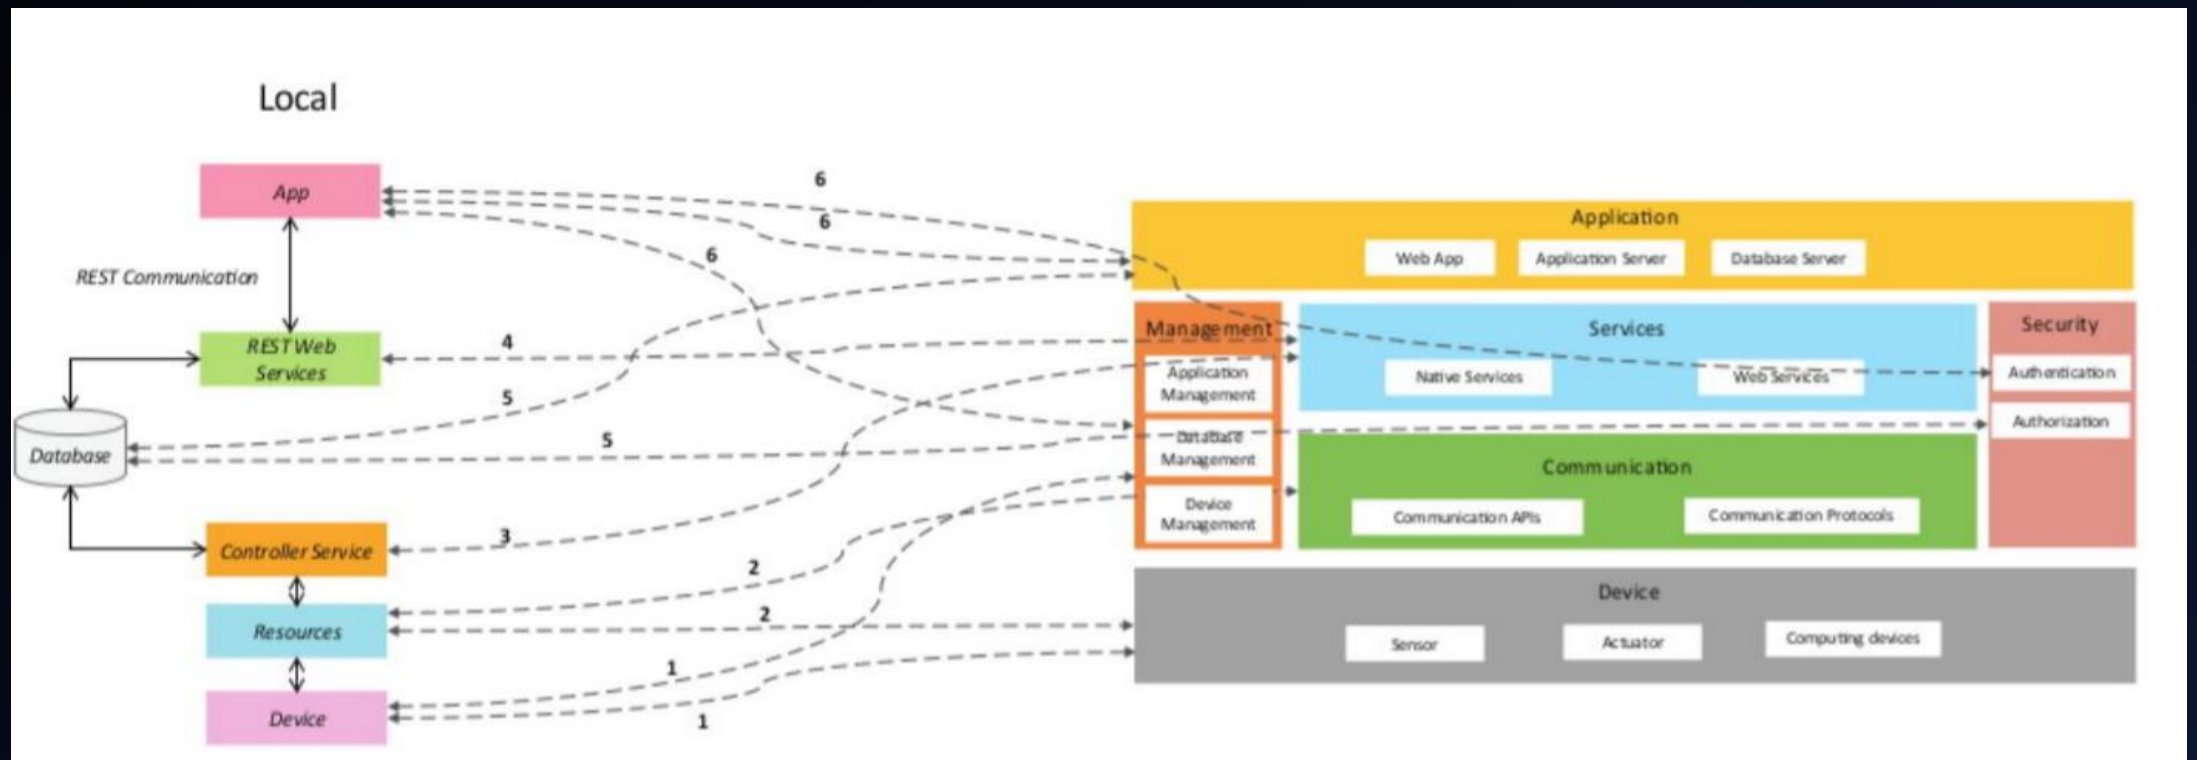 Local
App
REST Communication
REST Web
Services
Database
Controller Service
Resources
Device
6
6
6
4
5
5
3
2
2
1
1
Application
Web App
Application Server
Database Server
Management
Application
Management
Database
Management
Device
Management
Services
Native Services
Web Services
Security
Authentication
Authorization
Communication
Communication APIs
Communication Protocols
Device
Sensor
Actuator
Computing devices